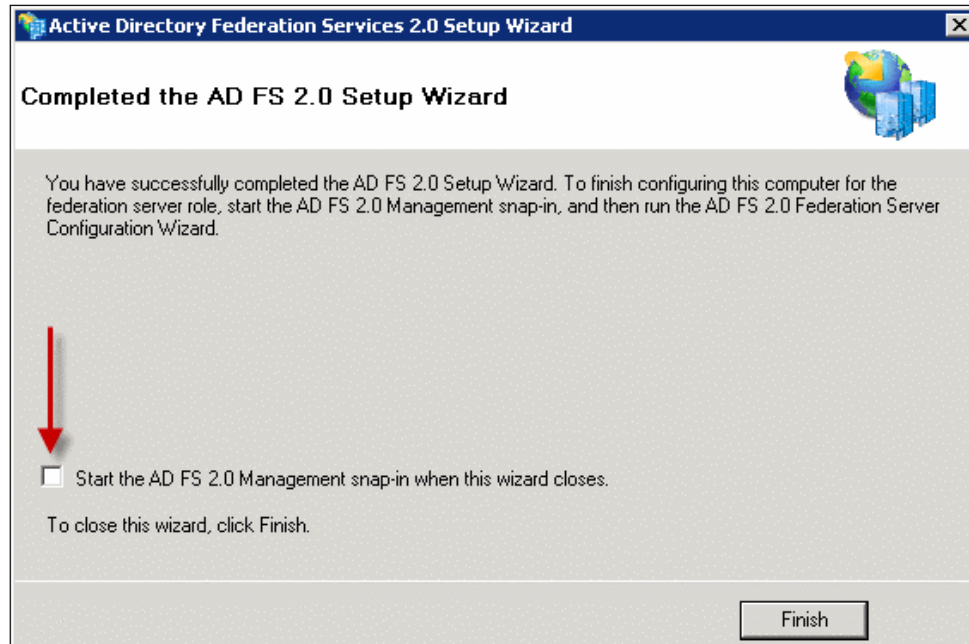 Active Directory Federation Services 2.0 Setup Wizard
Completed the AD FS 2.0 Setup Wizard
You have successfully completed the AD FS 2.0 Setup Wizard. To finish configuring this computer for the
federation server role, start the AD FS 2.0 Management snap-in, and then run the AD FS 2.0 Federation Server
Configuration Wizard.
Start the AD FS 2.0 Management snap-in when this wizard closes.
To close this wizard, click Finish.
Finish